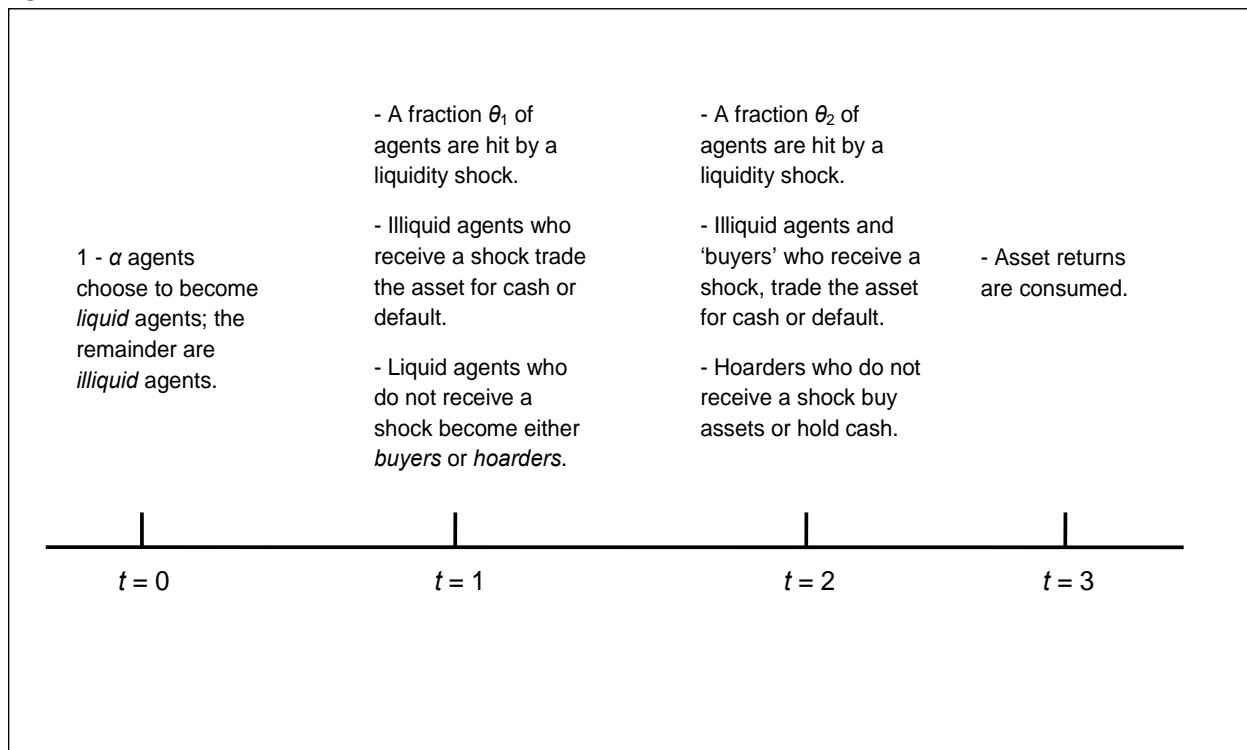 1 - α agents
choose to become
liquid agents; the
remainder are
illiquid agents.
- A fraction θ1 of
agents are hit by a
liquidity shock.
- Illiquid agents who
receive a shock trade
the asset for cash or
default.
- Liquid agents who
do not receive a
shock become either
buyers or hoarders.
- A fraction θ2 of
agents are hit by a
liquidity shock.
- Illiquid agents and
‘buyers’ who receive a
shock, trade the asset
for cash or default.
- Hoarders who do not
receive a shock buy
assets or hold cash.
- Asset returns
are consumed.
t = 0
t = 1
t = 2
t = 3